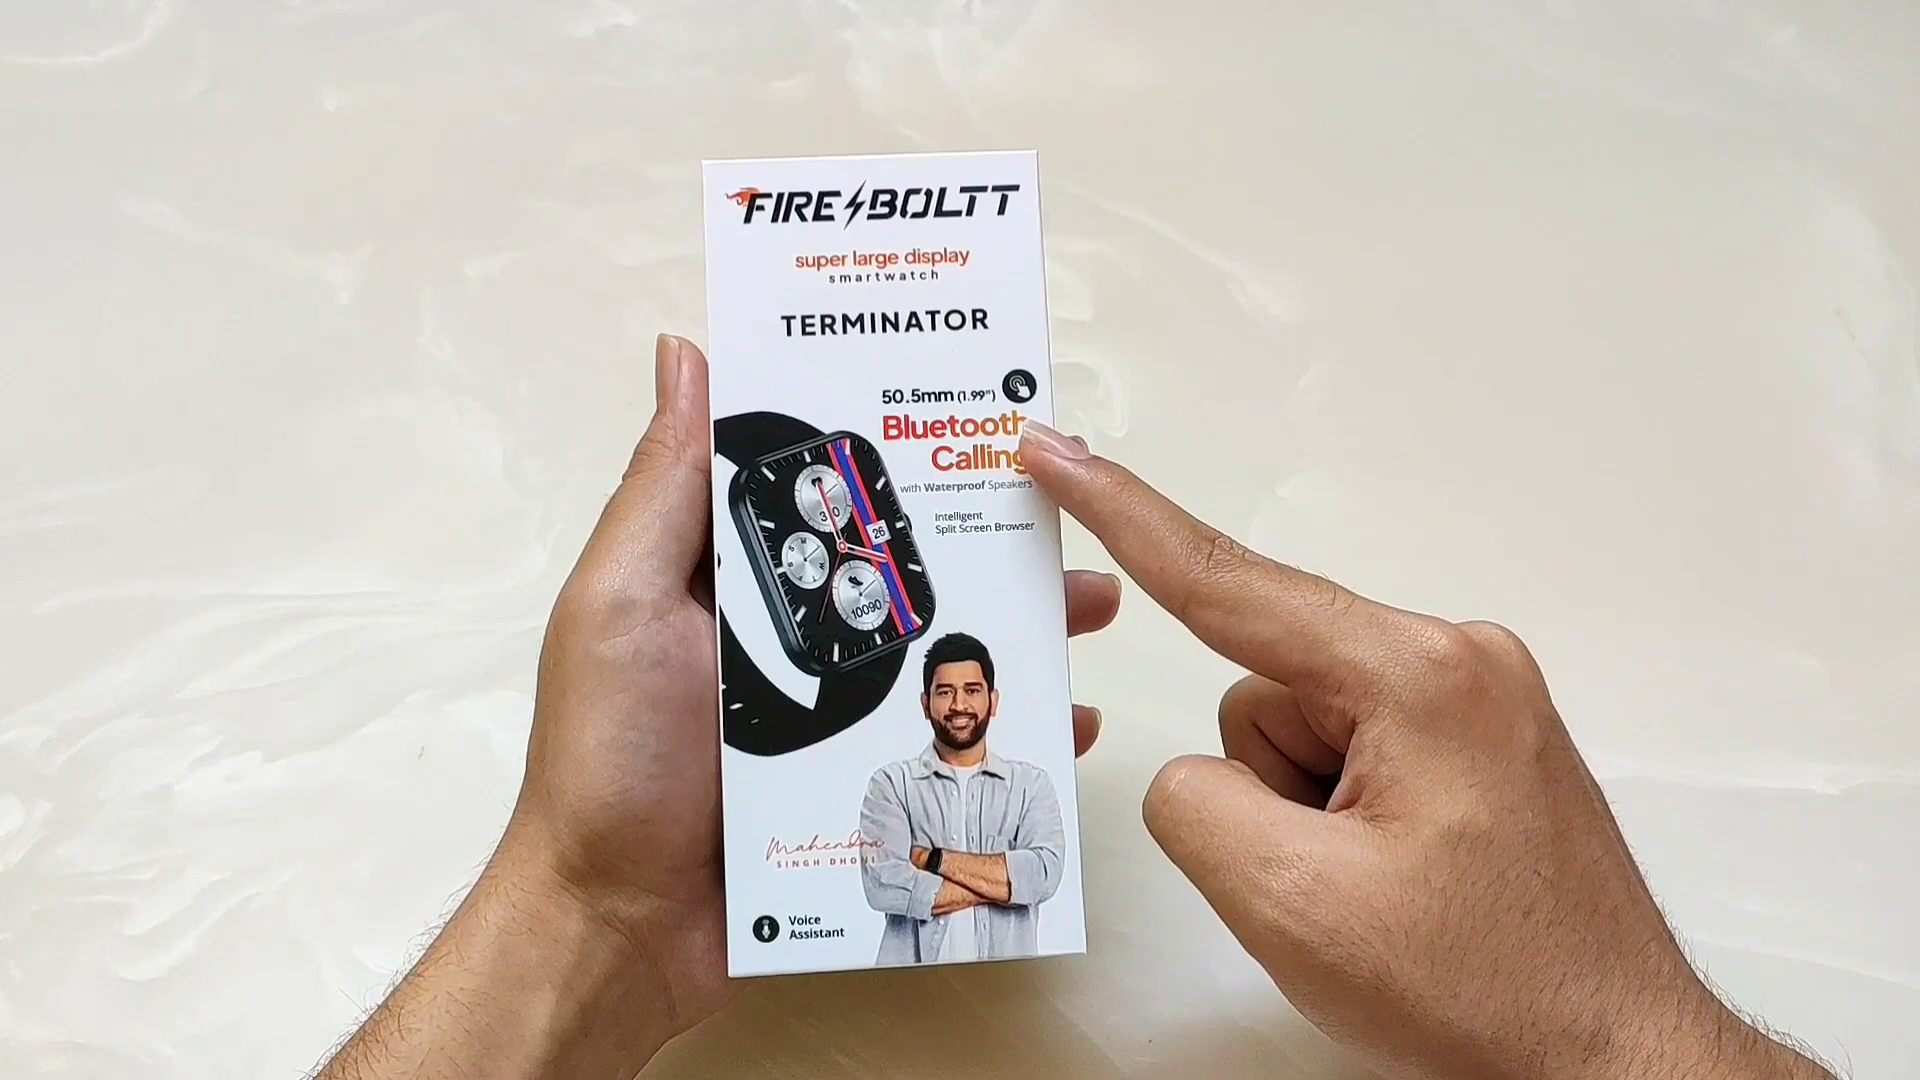 FIRE BOLTT
super large display
smartwatch
TERMINATOR
50.5mm (1.99")
Bluetooth
Calling
with Waterproof Speakers
Intelligent
Split Screen Browser
26
10090
Mahendra
SINGH DHONI
Voice
Assistant